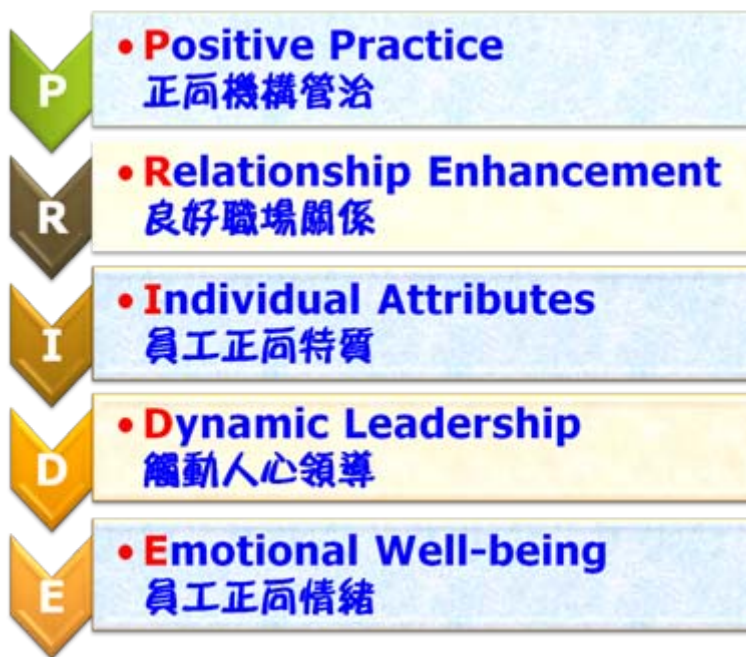 P
• Positive Practice
正向機構管治
R
• Relationship Enhancement
良好職場關係
I
• Individual Attributes
員工正向特質
D
• Dynamic Leadership
觸動人心領導
E
• Emotional Well-being
員工正向情緒